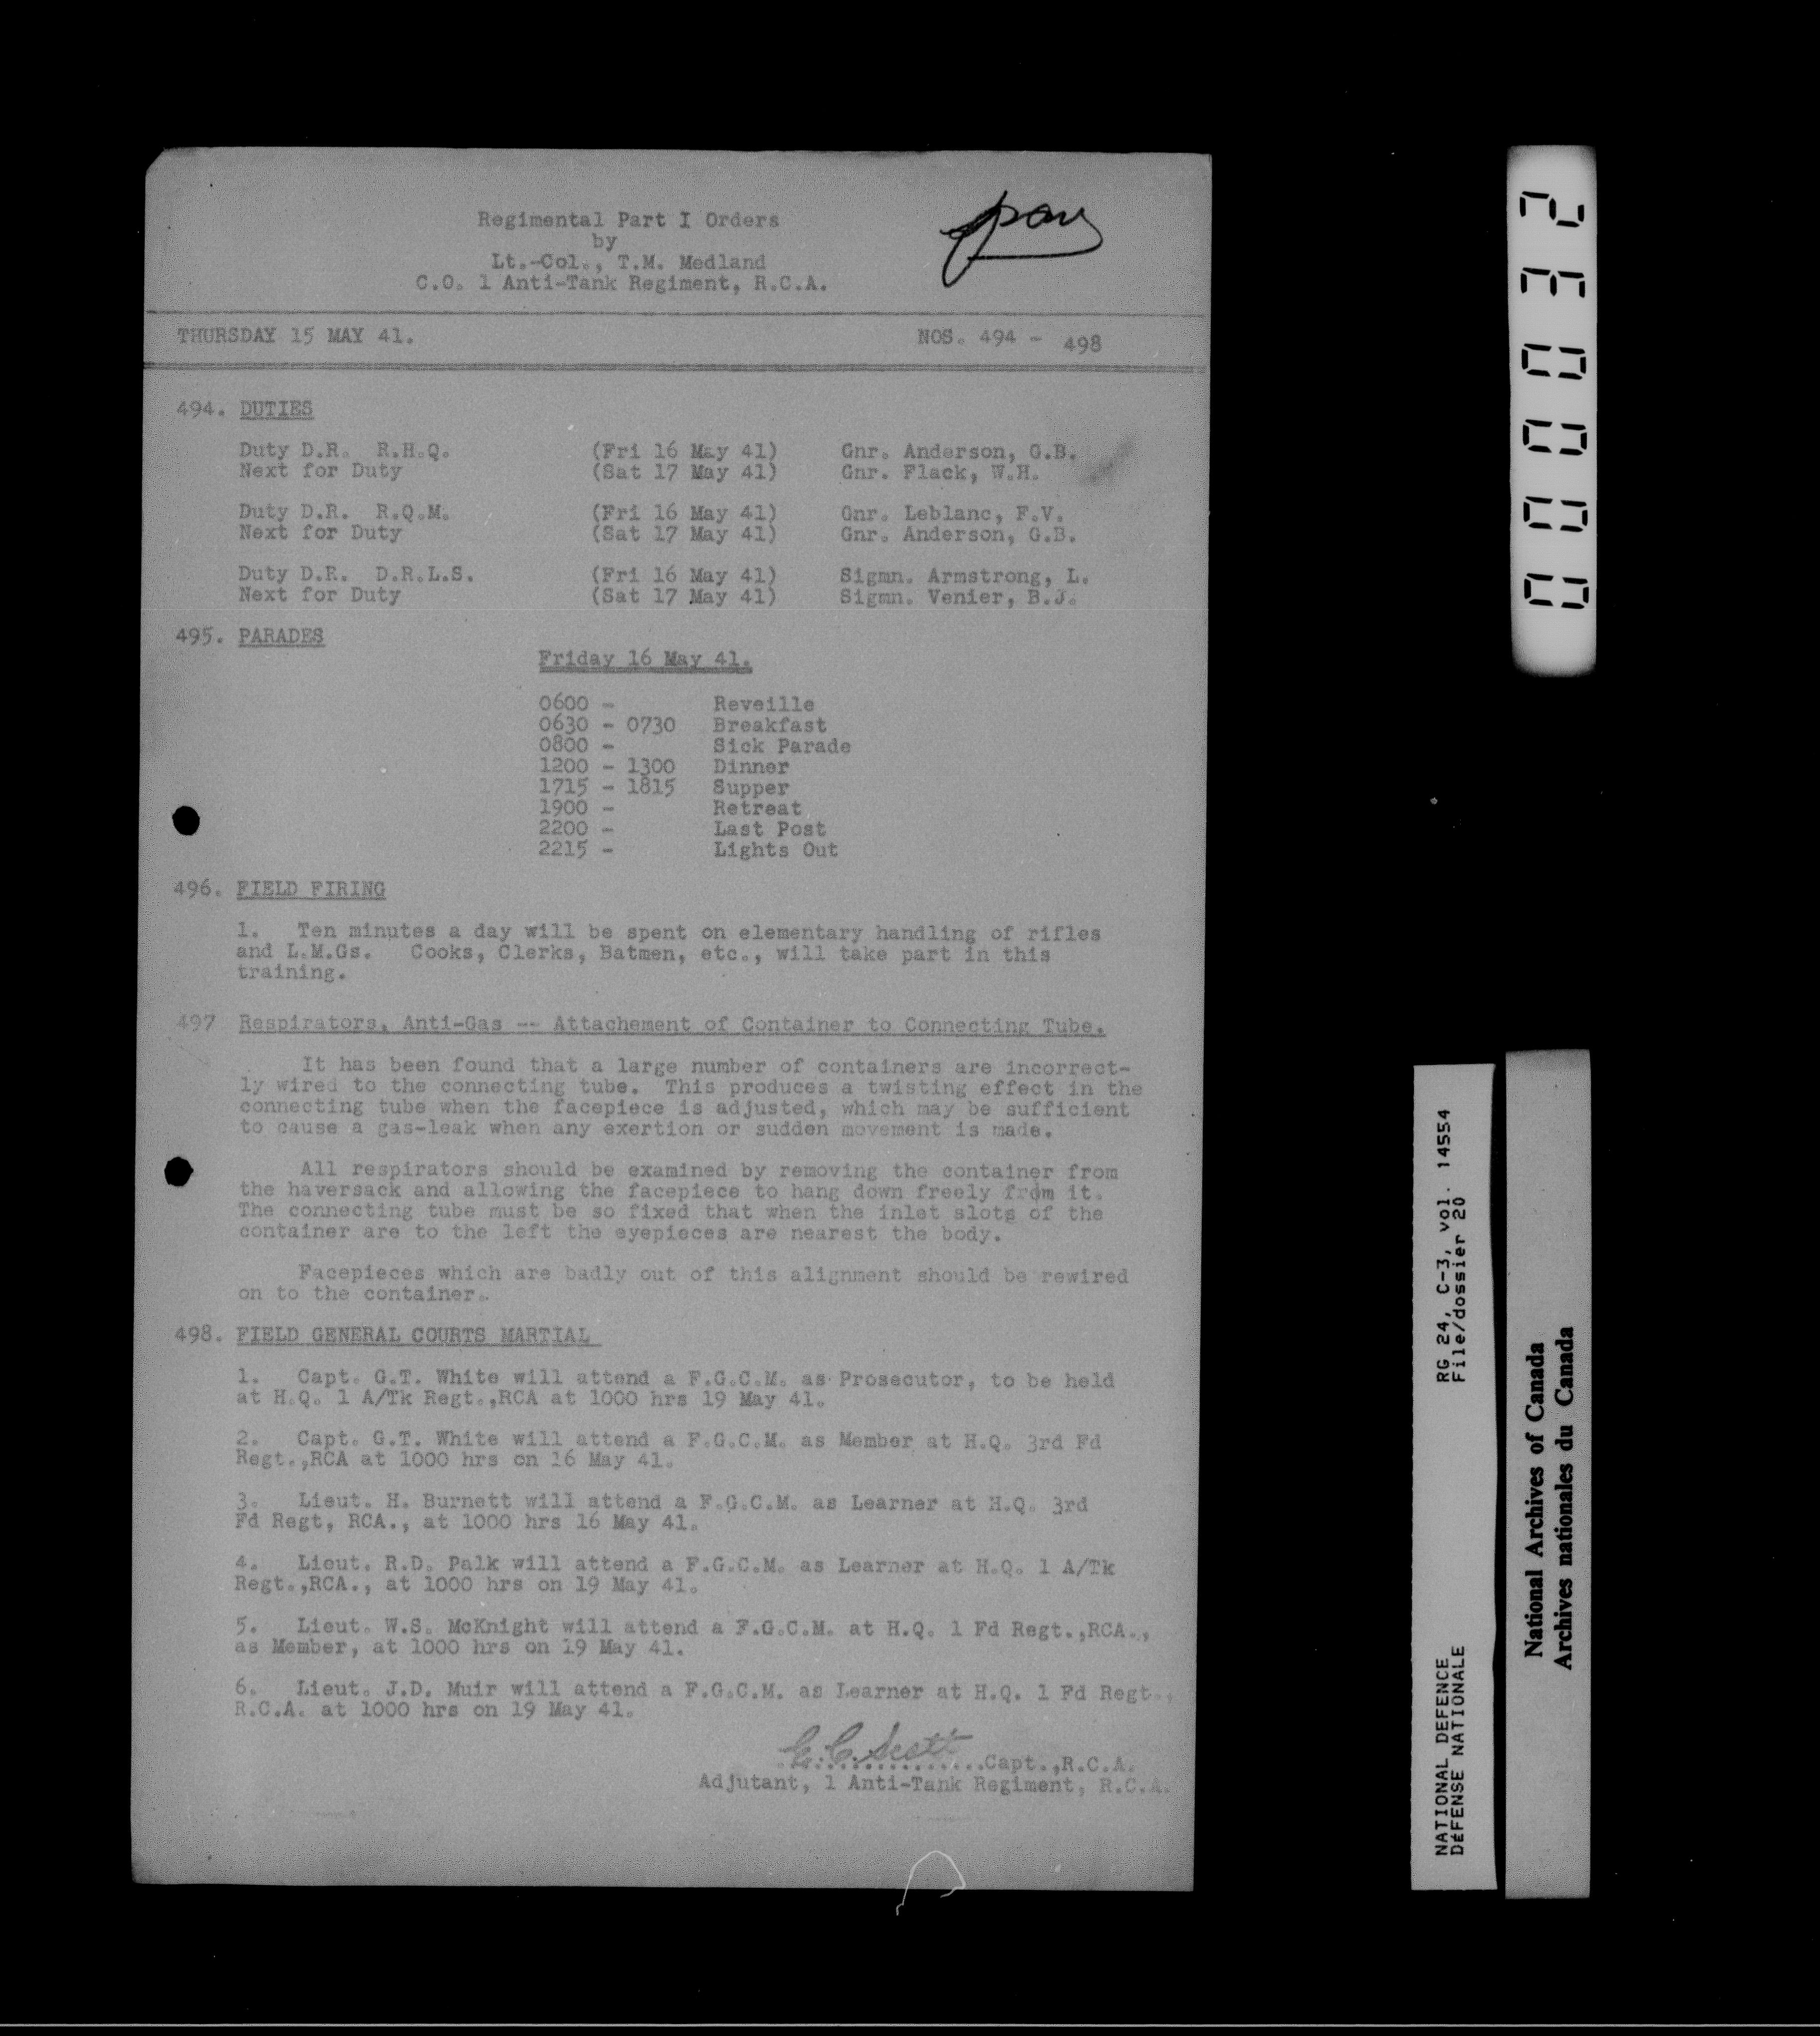 Regimental Part I Orders
by
Lt.-Col., T.M. Medland
C.O. 1 Anti-Tank Regiment, R.C.A.
THURSDAY 15 MAY 41. NOS. 494 - 498
494. DUTIES
Duty D.R. R.H.Q. (Fri 16 May 41) Gnr. Anderson, G.B.
Next for Duty (Sat 17 May 41) Gnr. Flack, W.H.
Duty D.R. R.Q.M. (Fri 16 May 41) Gnr. Leblanc, F.V.
Next for Duty (Sat 17 May 41) Gnr. Anderson, G.B.
Duty D.R. D.R.L.S. (Fri 16 May 41) Sigmn. Armstrong, L.
Next for Duty (Sat 17 May 41) Sigmn. Venier, B.J.
495. PARADES
Friday 16 May 41.
0600 - Reveille
0630 - 0730 Breakfast
0800 - Sick Parade
1200 - 1300 Dinner
1715 - 1815 Supper
1900 - Retreat
2200 - Last Post
2215 - Lights Out
496. FIELD FIRING
1. Ten minutes a day will be spent on elementary handling of rifles
and L.M.Gs. Cooks, Clerks, Batmen, etc., will take part in this
training.
497 Respirators, Anti-Gas -- Attachement of Container to Connecting Tube.
It has been found that a large number of containers are incorrect-
ly wired to the connecting tube. This produces a twisting effect in the
connecting tube when the facepiece is adjusted, which may be sufficient
to cause a gas-leak when any exertion or sudden movement is made.
All respirators should be examined by removing the container from
the haversack and allowing the facepiece to hang down freely from it.
The connecting tube must be so fixed that when the inlet slots of the
container are to the left the eyepieces are nearest the body.
Facepieces which are badly out of this alignment should be rewired
on to the container.
498. FIELD GENERAL COURTS MARTIAL
1. Capt. G.T. White will attend a F.G.C.M. as Prosecutor, to be held
at H.Q. 1 A/Tk Regt.,RCA at 1000 hrs 19 May 41.
2. Capt. G.T. White will attend a F.G.C.M. as Member at H.Q. 3rd Fd
Regt.,RCA at 1000 hrs on 16 May 41.
3. Lieut. H. Burnett will attend a F.G.C.M. as Learner at H.Q. 3rd
Fd Regt, RCA., at 1000 hrs 16 May 41.
4. Lieut. R.D. Palk will attend a F.G.C.M. as Learner at H.Q. 1 A/Tk
Regt.,RCA., at 1000 hrs on 19 May 41.
5. Lieut. W.S. McKnight will attend a F.G.C.M. at H.Q. 1 Fd Regt.,RCA.,
as Member, at 1000 hrs on 19 May 41.
6. Lieut. J.D. Muir will attend a F.G.C.M. as Learner at H.Q. 1 Fd Regt.,
R.C.A. at 1000 hrs on 19 May 41.
Scott
................Capt.,R.C.A.
Adjutant, 1 Anti-Tank Regiment, R.C.A.
000032
NATIONAL DEFENCE RG 24, C-3, vol. 14554
DéFENSE NATIONALE File/dossier 20
National Archives of Canada
Archives nationales du Canada